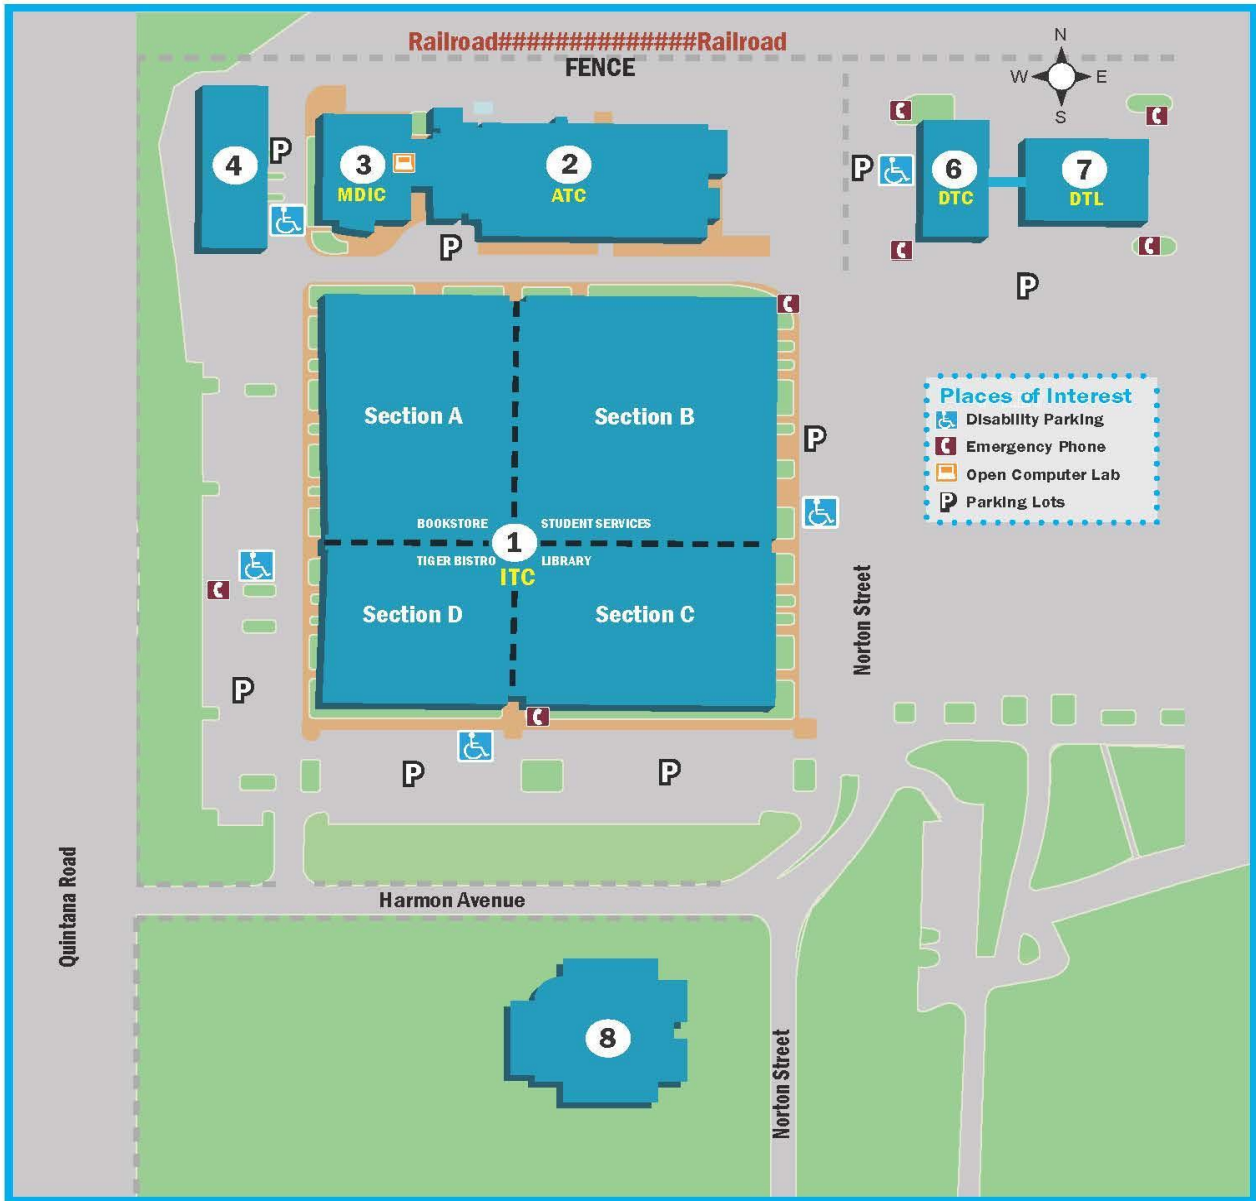 Railroad##############Railroad
FENCE
N
W E
S
4
P
3
MDIC
2
ATC
P
P
6
DTC
7
DTL
P
Section A
Section B
P
BOOKSTORE
STUDENT SERVICES
1
TIGER BISTRO
LIBRARY
ITC
Section D
Section C
Places of Interest
Disability Parking
Emergency Phone
Open Computer Lab
P Parking Lots
Norton Street
P
P
P
Quintana Road
Harmon Avenue
8
Norton Street